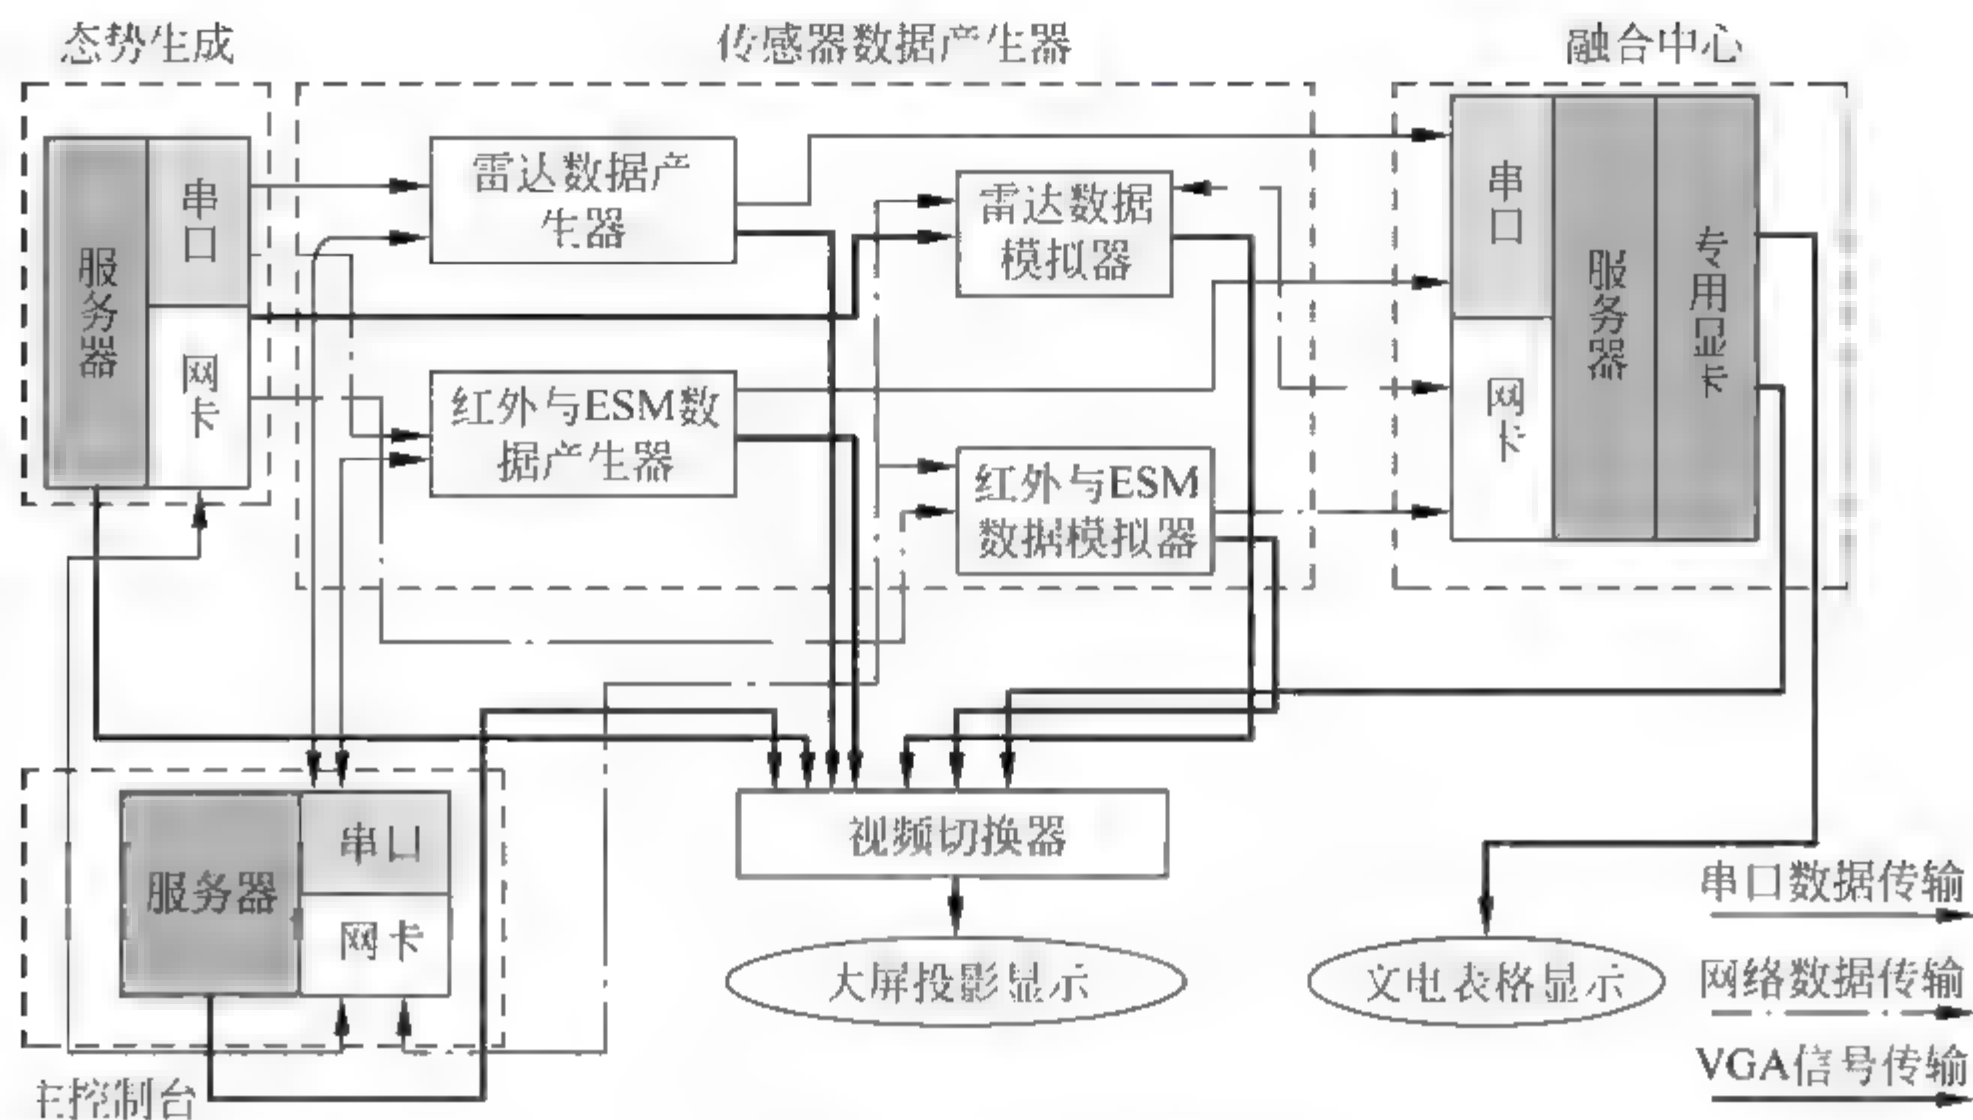 态势生成
传感器数据产生器
融合中心
服务器
串口
网卡
雷达数据产
生器
雷达数据
模拟器
红外与ESM数
据产生器
红外与ESM
数据模拟器
串口
网卡
服务器
专用显卡
服务器
串口
网卡
主控制台
视频切换器
大屏投影显示
文电表格显示
串口数据传输
网络数据传输
VGA信号传输